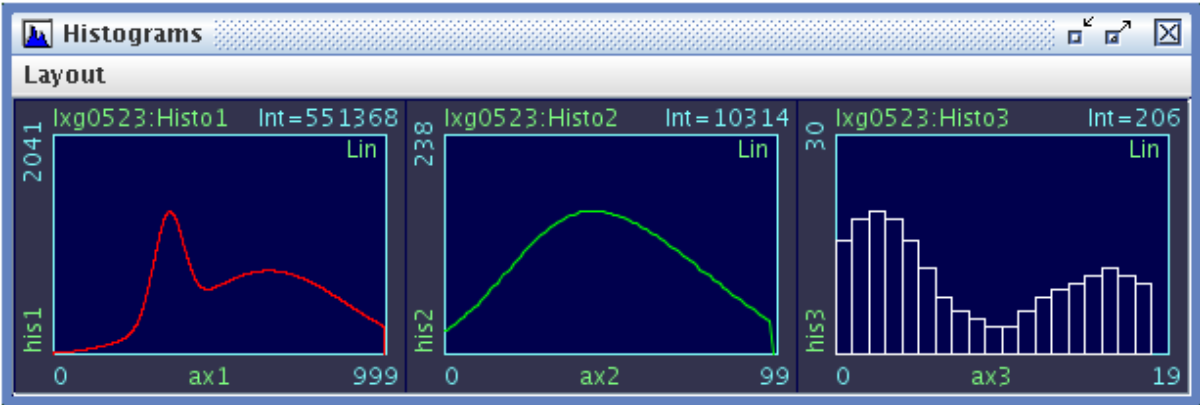 Histograms
Layout
lxg0523:Histo1 Int=551368
2041
Lin
his1
0 ax1 999
lxg0523:Histo2 Int=10314
238
Lin
his2
0 ax2 99
lxg0523:Histo3 Int=206
30
Lin
his3
0 ax3 19